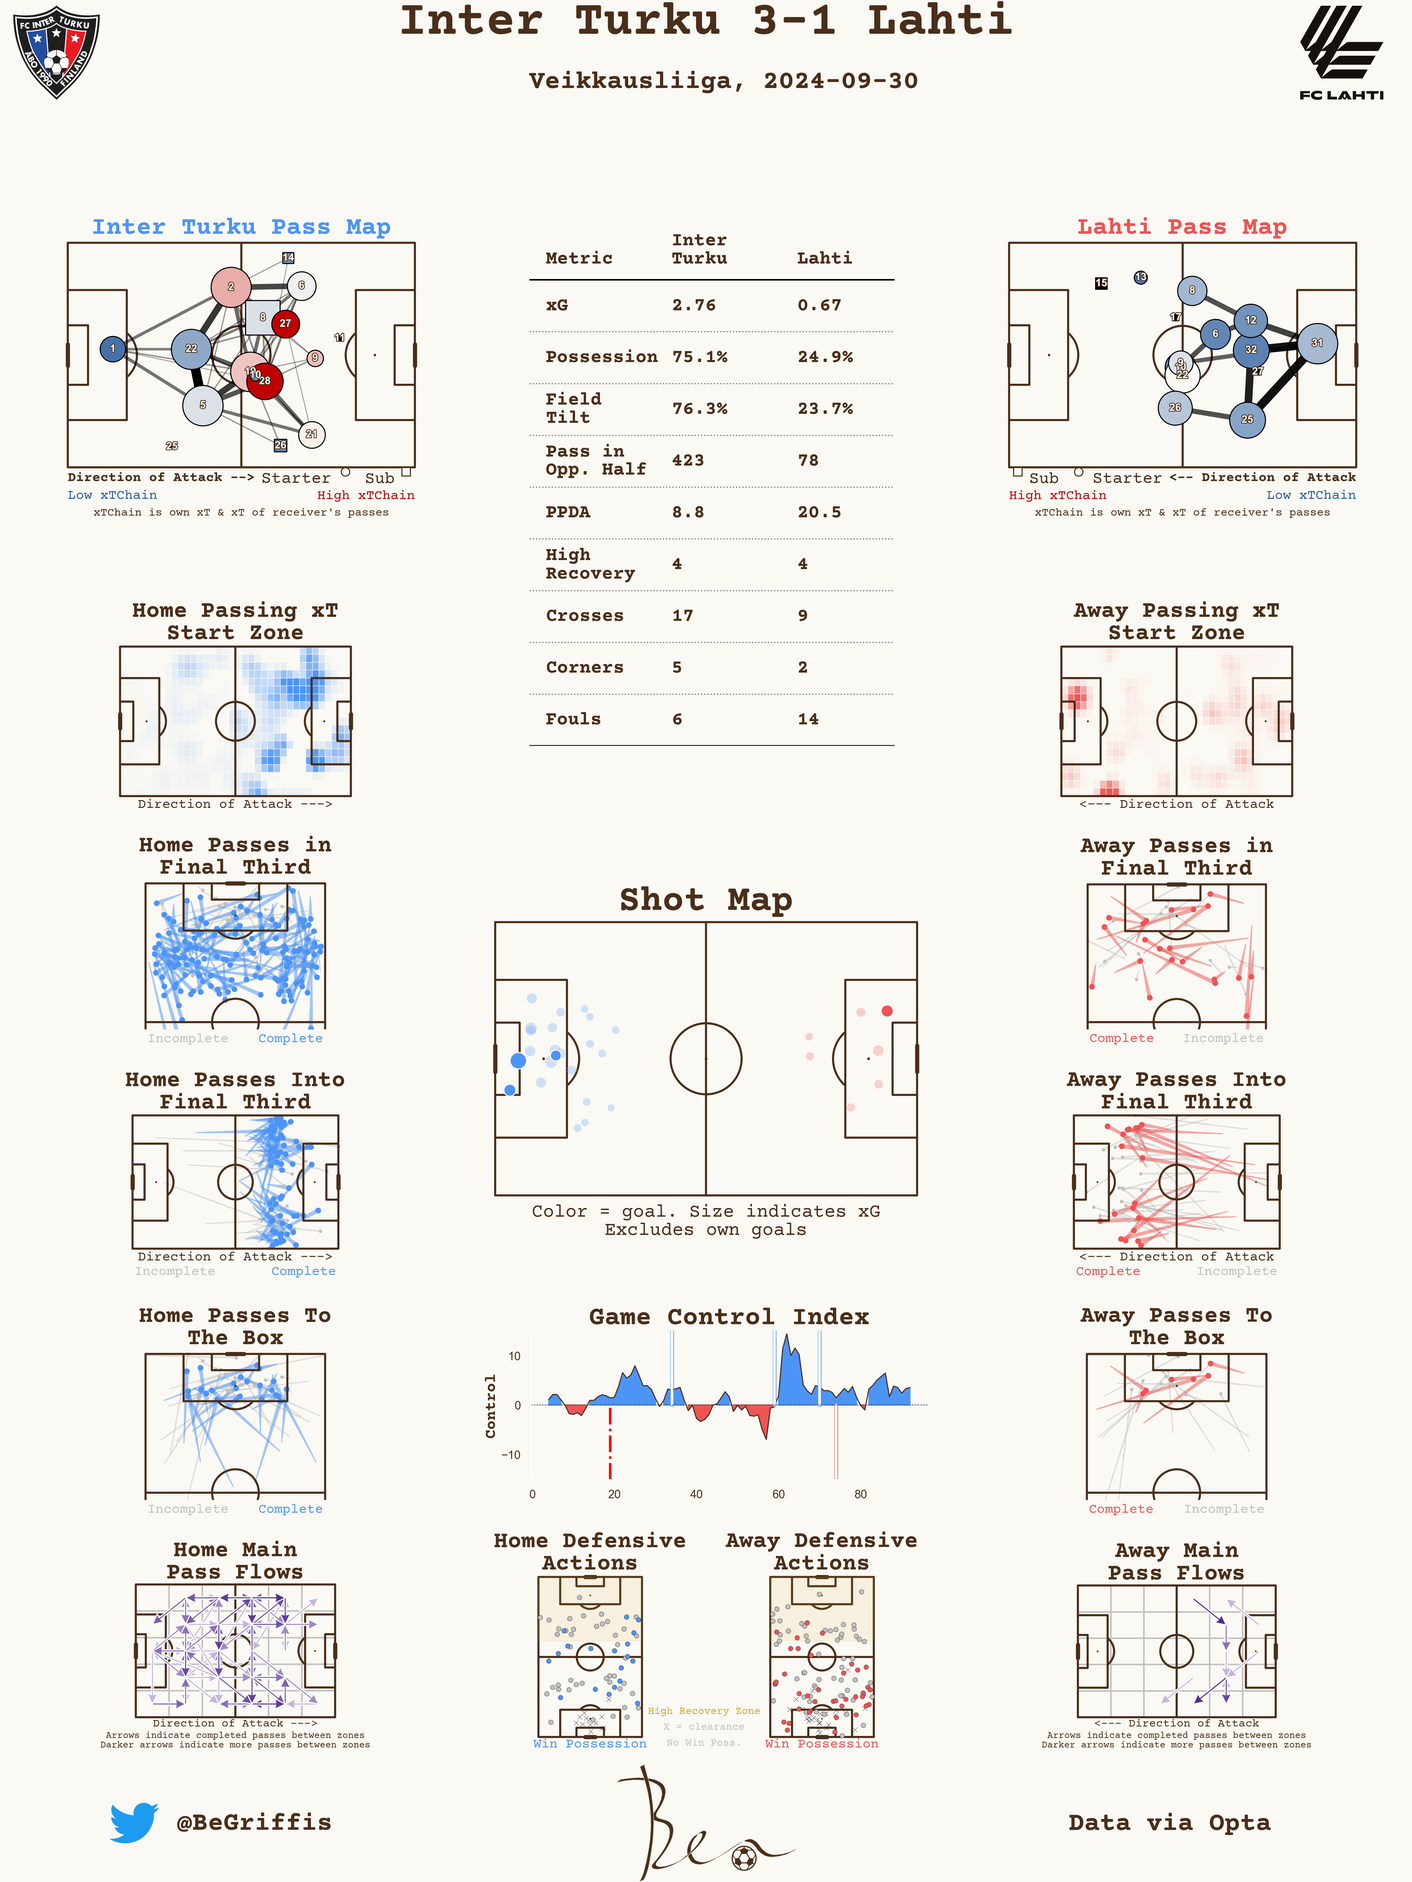 Inter Turku 3-1 Lahti
Veikkausliiga, 2024-09-30
FC INTER TURKU
ÅBO 1990 FINLAND
FC LAHTI
Inter Turku Pass Map
14
2
6
8
27
11
1
22
9
10
28
5
21
25
26
Direction of Attack --> Starter Sub
Low xTChain High xTChain
xTChain is own xT & xT of receiver's passes
Metric Inter Turku Lahti
xG 2.76 0.67
Possession 75.1% 24.9%
Field Tilt 76.3% 23.7%
Pass in Opp. Half 423 78
PPDA 8.8 20.5
High Recovery 4 4
Crosses 17 9
Corners 5 2
Fouls 6 14
Lahti Pass Map
15
13
8
17
12
6
32
31
9
22
27
26
25
Sub Starter <-- Direction of Attack
High xTChain Low xTChain
xTChain is own xT & xT of receiver's passes
Home Passing xT
Start Zone
Direction of Attack --->
Away Passing xT
Start Zone
<--- Direction of Attack
Home Passes in
Final Third
Incomplete Complete
Away Passes in
Final Third
Complete Incomplete
Shot Map
Color = goal. Size indicates xG
Excludes own goals
Home Passes Into
Final Third
Direction of Attack --->
Incomplete Complete
Away Passes Into
Final Third
<--- Direction of Attack
Complete Incomplete
Home Passes To
The Box
Incomplete Complete
Game Control Index
Control
10
0
−10
0 20 40 60 80
Away Passes To
The Box
Complete Incomplete
Home Main
Pass Flows
Direction of Attack --->
Arrows indicate completed passes between zones
Darker arrows indicate more passes between zones
Home Defensive
Actions
Win Possession
Away Defensive
Actions
Win Possession
High Recovery Zone
X = clearance
No Win Poss.
Away Main
Pass Flows
<--- Direction of Attack
Arrows indicate completed passes between zones
Darker arrows indicate more passes between zones
@BeGriffis
Ben
Data via Opta